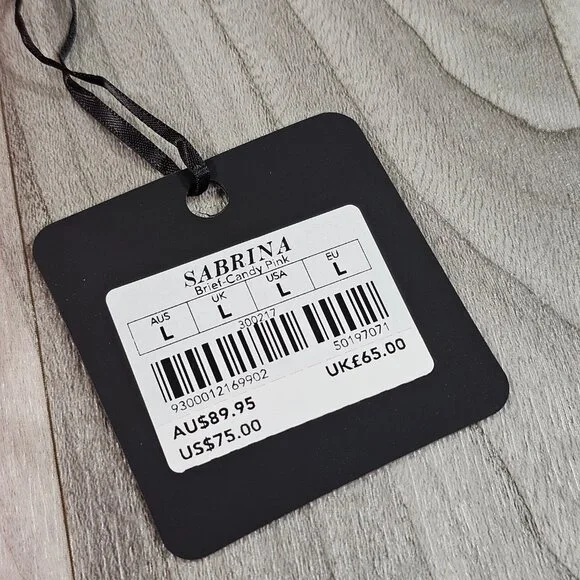 SABRINA
Brief-Candy Pink
AUS UK USA EU
L L L L
300217
9300012169902 50197071
AU$89.95 UK£65.00
US$75.00